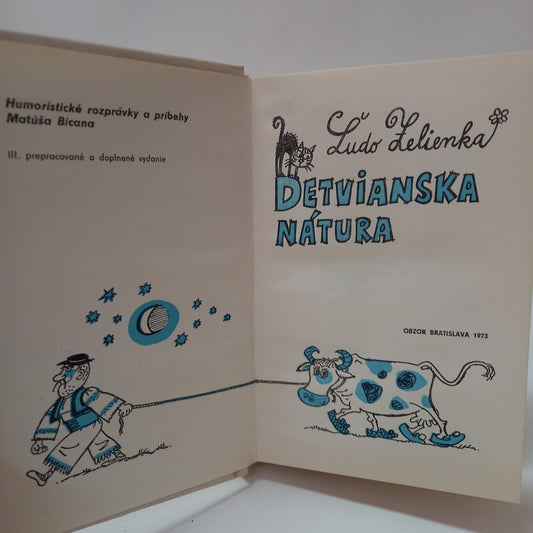 Humoristické rozprávky a príbehy
Matúša Bicana
III. prepracované a doplnené vydanie
Ľudo Zelienka
DETVIANSKA
NÁTURA
OBZOR BRATISLAVA 1973